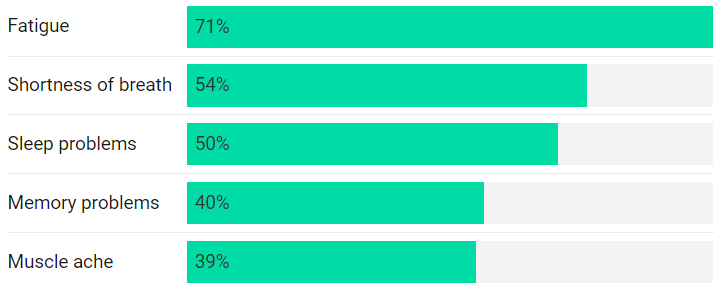 Fatigue 71%
Shortness of breath 54%
Sleep problems 50%
Memory problems 40%
Muscle ache 39%